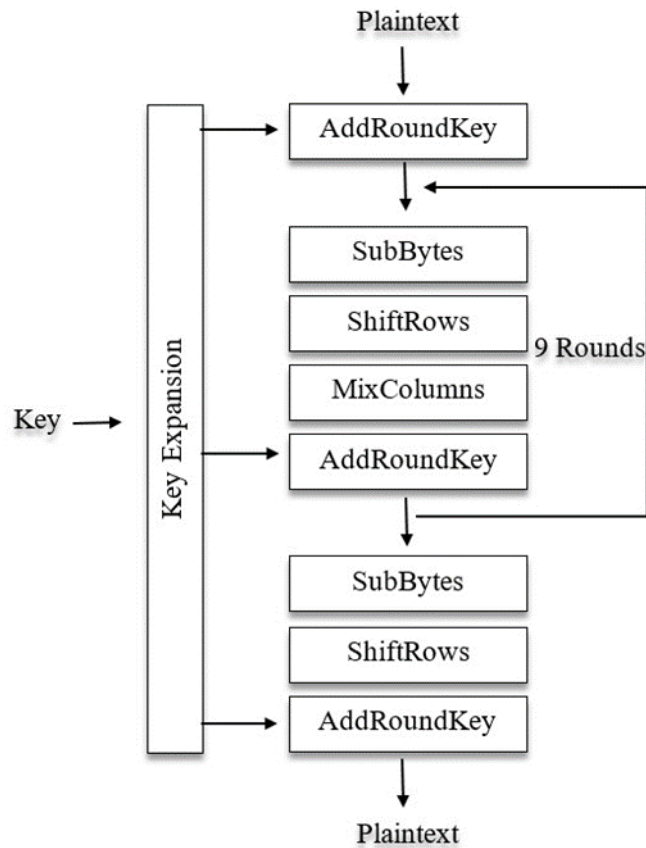 Plaintext
AddRoundKey
SubBytes
ShiftRows
9 Rounds
MixColumns
Key
Key Expansion
AddRoundKey
SubBytes
ShiftRows
AddRoundKey
Plaintext